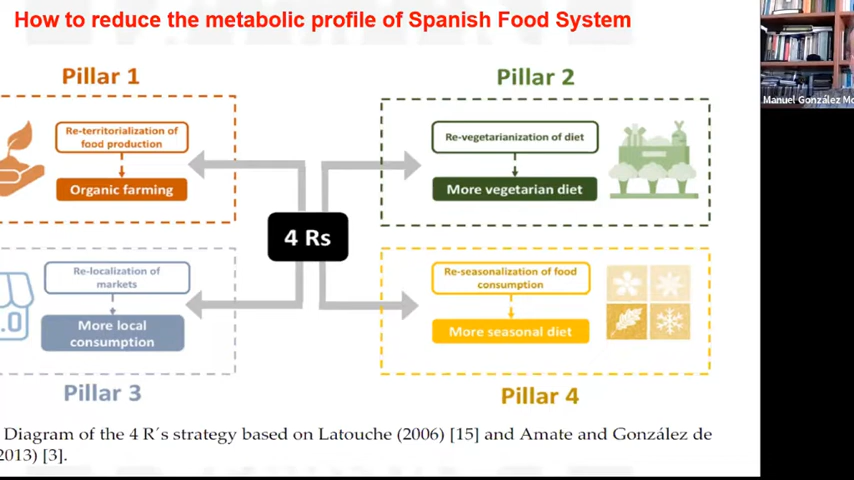 How to reduce the metabolic profile of Spanish Food System
Pillar 1
Re-territorialization of
food production
Organic farming
Pillar 2
Re-vegetarianization of diet
More vegetarian diet
4 Rs
Re-localization of
markets
More local
consumption
Pillar 3
Re-seasonalization of food
consumption
More seasonal diet
Pillar 4
Diagram of the 4 R´s strategy based on Latouche (2006) [15] and Amate and González de
2013) [3].
Manuel González Mo